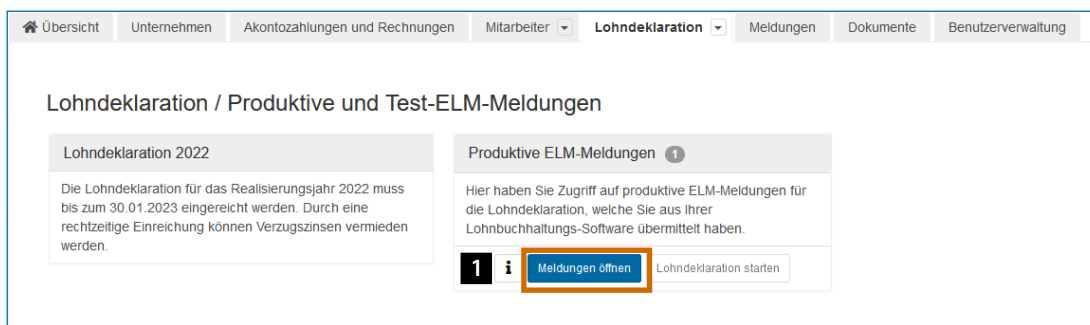 Übersicht Unternehmen Akontozahlungen und Rechnungen Mitarbeiter Lohndeklaration Meldungen Dokumente Benutzerverwaltung
Lohndeklaration / Produktive und Test-ELM-Meldungen
Lohndeklaration 2022
Die Lohndeklaration für das Realisierungsjahr 2022 muss
bis zum 30.01.2023 eingereicht werden. Durch eine
rechtzeitige Einreichung können Verzugszinsen vermieden
werden.
Produktive ELM-Meldungen 1
Hier haben Sie Zugriff auf produktive ELM-Meldungen für
die Lohndeklaration, welche Sie aus Ihrer
Lohnbuchhaltungs-Software übermittelt haben.
1 i Meldungen öffnen Lohndeklaration starten